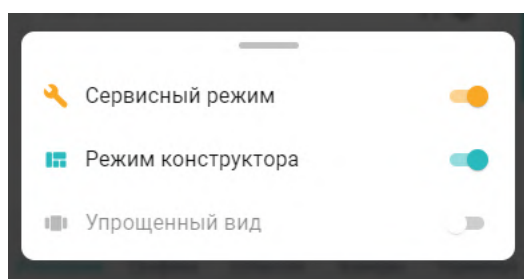 Сервисный режим
Режим конструктора
Упрощенный вид